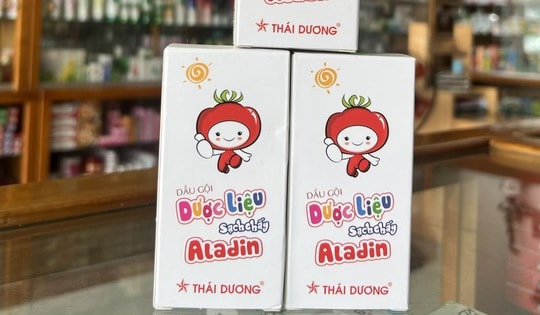 THÁI DƯƠNG®
DẦU GỘI
Dược Liệu
Sạch chấy
Aladin
THÁI DƯƠNG®
DẦU GỘI
Dược Liệu
Sạch chấy
Aladin
THÁI DƯƠNG®